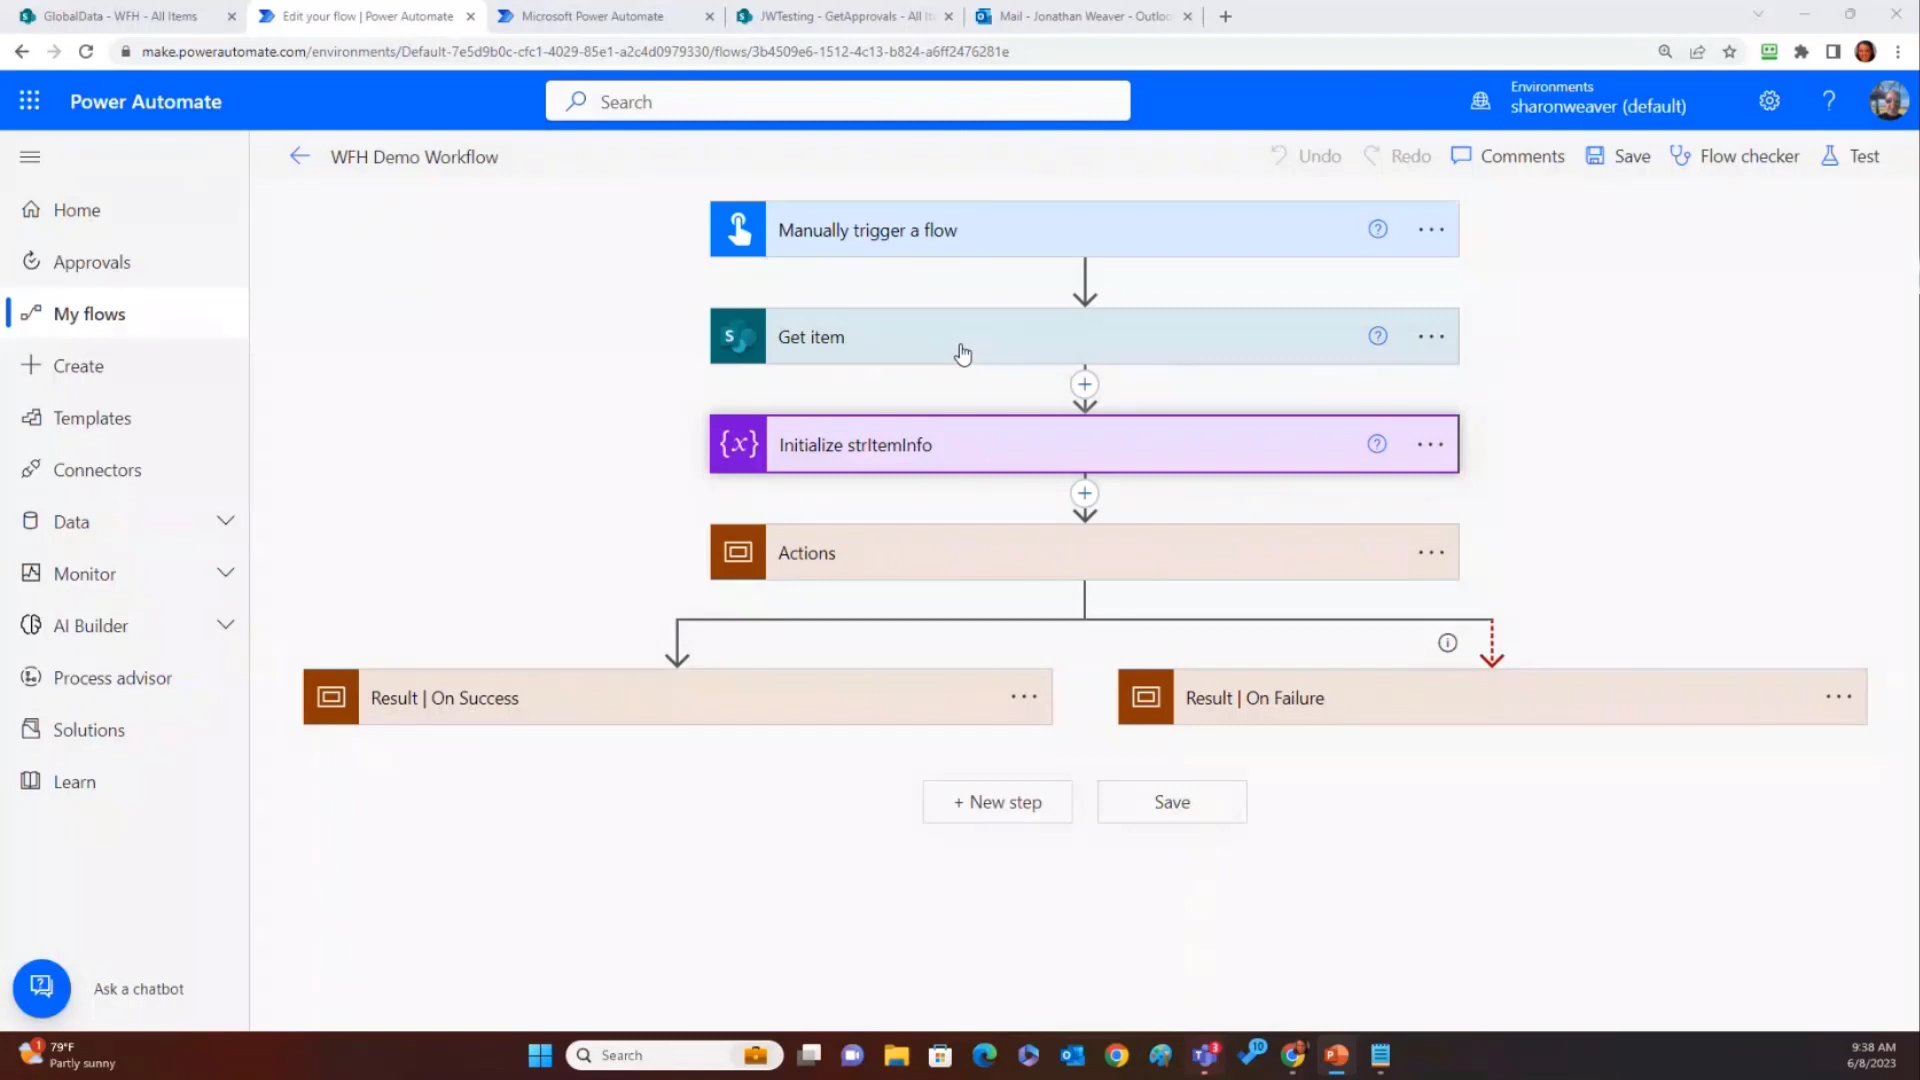 GlobalData - WFH - All Items
Edit your flow | Power Automate
Microsoft Power Automate
JWTesting - GetApprovals - All It
Mail - Jonathan Weaver - Outloo
make.powerautomate.com/environments/Default-7e5d9b0c-cfc1-4029-85e1-a2c4d0979330/flows/3b4509e6-1512-4c13-b824-a6ff2476281e
Power Automate
Search
Environments
sharonweaver (default)
WFH Demo Workflow
Undo
Redo
Comments
Save
Flow checker
Test
Home
Approvals
My flows
Create
Templates
Connectors
Data
Monitor
AI Builder
Process advisor
Solutions
Learn
Ask a chatbot
Manually trigger a flow
S
Get item
{x}
Initialize strItemInfo
Actions
Result | On Success
Result | On Failure
+ New step
Save
1
79°F
Partly sunny
Search
3
10
9:38 AM
6/8/2023